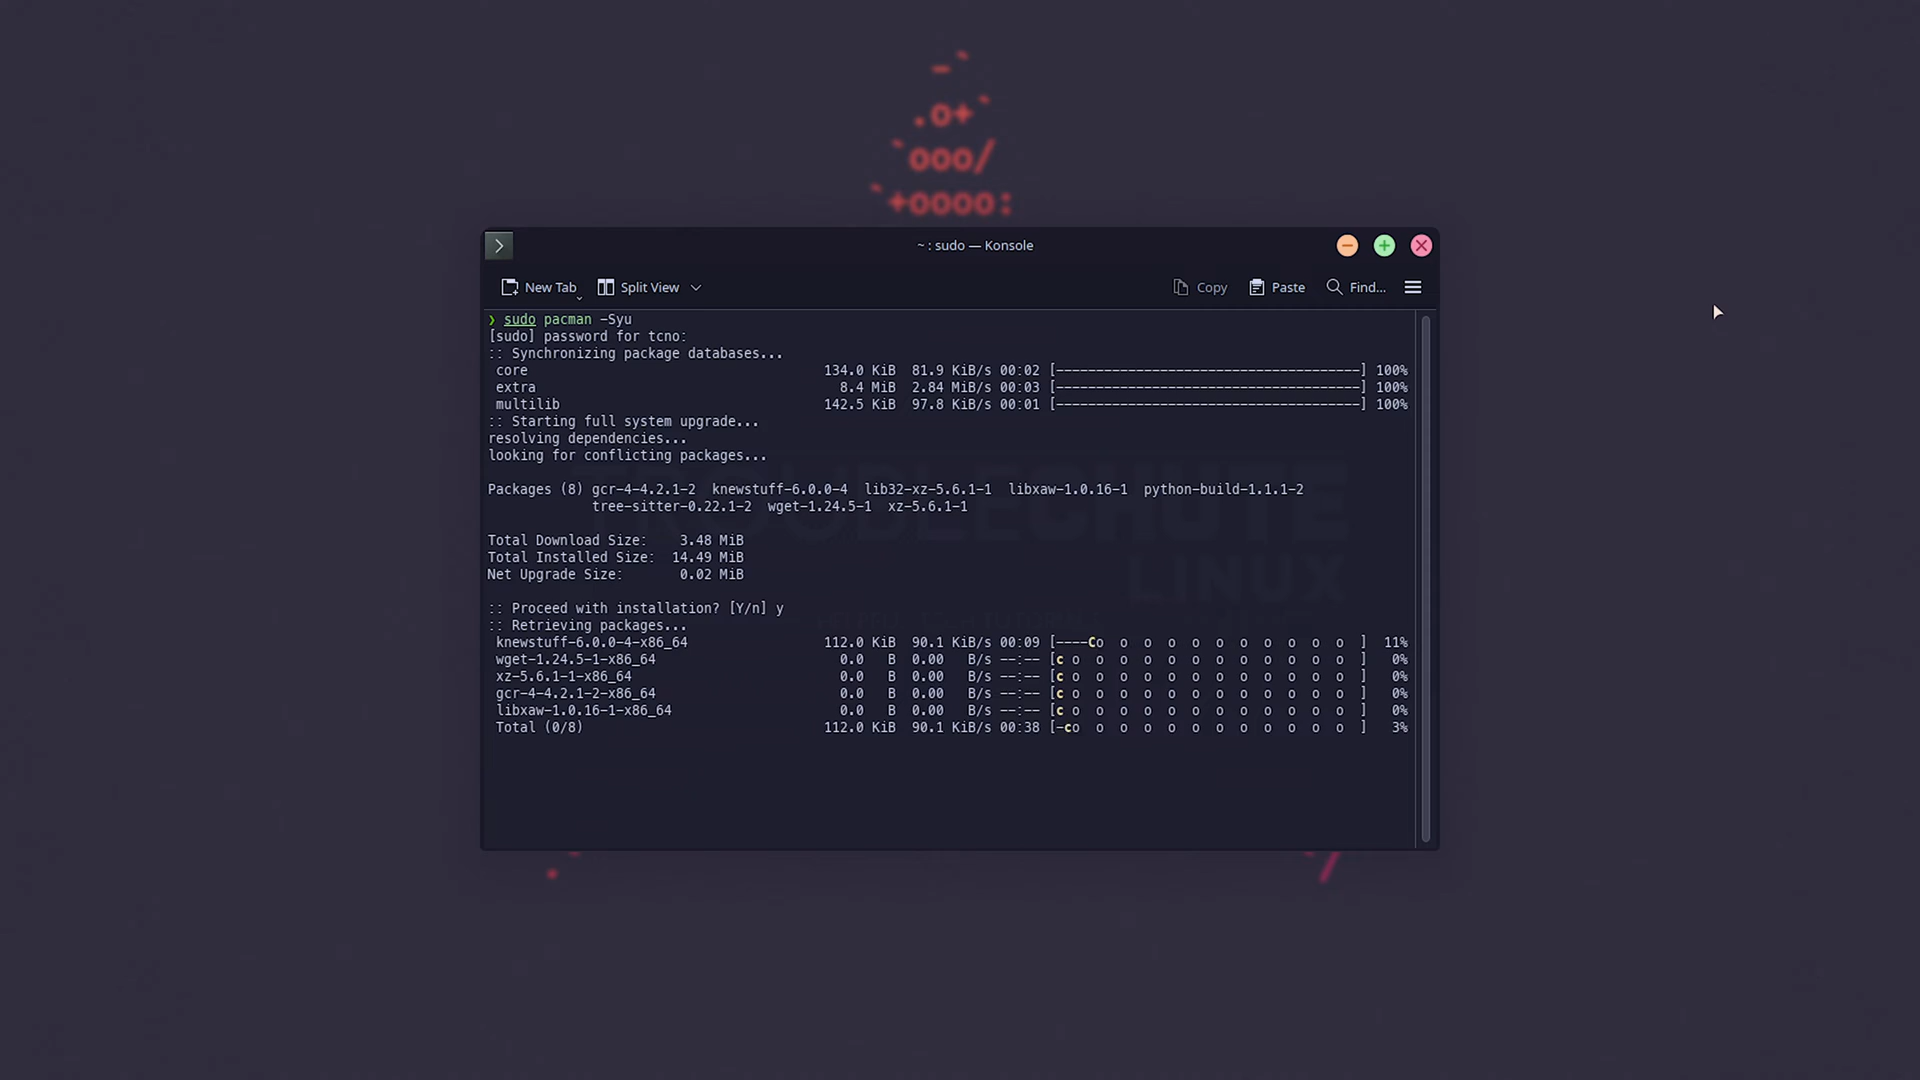 -`
.o+`
`ooo/
`+oooo:
~ : sudo — Konsole
New Tab Split View Copy Paste Find...
❯ sudo pacman -Syu
[sudo] password for tcno:
:: Synchronizing package databases...
core 134.0 KiB 81.9 KiB/s 00:02 [--------------------------------------] 100%
extra 8.4 MiB 2.84 MiB/s 00:03 [--------------------------------------] 100%
multilib 142.5 KiB 97.8 KiB/s 00:01 [--------------------------------------] 100%
:: Starting full system upgrade...
resolving dependencies...
looking for conflicting packages...
Packages (8) gcr-4-4.2.1-2 knewstuff-6.0.0-4 lib32-xz-5.6.1-1 libxaw-1.0.16-1 python-build-1.1.1-2
tree-sitter-0.22.1-2 wget-1.24.5-1 xz-5.6.1-1
TROUBLECHUTE
Total Download Size: 3.48 MiB
Total Installed Size: 14.49 MiB
Net Upgrade Size: 0.02 MiB
LINUX
:: Proceed with installation? [Y/n] y
:: Retrieving packages...
knewstuff-6.0.0-4-x86_64 112.0 KiB 90.1 KiB/s 00:09 [----Co o o o o o o o o o o ] 11%
wget-1.24.5-1-x86_64 0.0 B 0.00 B/s --:-- [c o o o o o o o o o o o o ] 0%
xz-5.6.1-1-x86_64 0.0 B 0.00 B/s --:-- [c o o o o o o o o o o o o ] 0%
gcr-4-4.2.1-2-x86_64 0.0 B 0.00 B/s --:-- [c o o o o o o o o o o o o ] 0%
libxaw-1.0.16-1-x86_64 0.0 B 0.00 B/s --:-- [c o o o o o o o o o o o o ] 0%
Total (0/8) 112.0 KiB 90.1 KiB/s 00:38 [-co o o o o o o o o o o o ] 3%